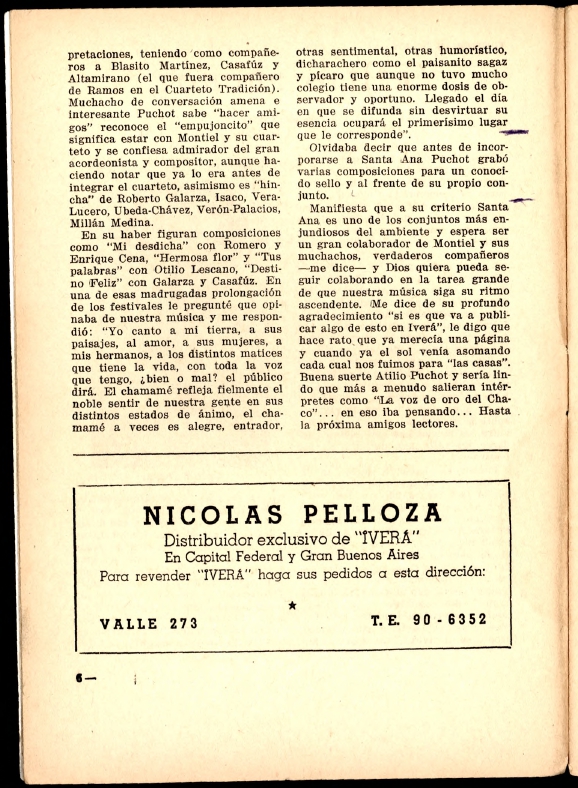 pretaciones, teniendo como compañe-
ros a Blasito Martínez, Casafúz y
Altamirano (el que fuera compañero
de Ramos en el Cuarteto Tradición).
Muchacho de conversación amena e
interesante Puchot sabe "hacer ami-
gos" reconoce el "empujoncito" que
significa estar con Montiel y su cuar-
teto y se confiesa admirador del gran
acordeonista y compositor, aunque ha-
ciendo notar que ya lo era antes de
integrar el cuarteto, asimismo es "hin-
cha" de Roberto Galarza, Isaco, Vera-
Lucero, Ubeda-Chávez, Verón-Palacios,
Millán Medina.
En su haber figuran composiciones
como "Mi desdicha" con Romero y
Enrique Cena, "Hermosa flor" y "Tus
palabras" con Otilio Lescano, "Desti-
no Feliz" con Galarza y Casafúz. En
una de esas madrugadas prolongación
de los festivales le pregunté que opi-
naba de nuestra música y me respon-
dió: "Yo canto a mi tierra, a sus
paisajes, al amor, a sus mujeres, a
mis hermanos, a los distintos matices
que tiene la vida, con toda la voz
que tengo, ¿bien o mal? el público
dirá. El chamamé refleja fielmente el
noble sentir de nuestra gente en sus
distintos estados de ánimo, el cha-
mamé a veces es alegre, entrador,
otras sentimental, otras humorístico,
dicharachero como el paisanito sagaz
y pícaro que aunque no tuvo mucho
colegio tiene una enorme dosis de ob-
servador y oportuno. Llegado el día
en que se difunda sin desvirtuar su
esencia ocupará el primerísimo lugar
que le corresponde".
Olvidaba decir que antes de incor-
porarse a Santa Ana Puchot grabó
varias composiciones para un conoci-
do sello y al frente de su propio con-
junto.
Manifiesta que a su criterio Santa
Ana es uno de los conjuntos más en-
jundiosos del ambiente y espera ser
un gran colaborador de Montiel y sus
muchachos, verdaderos compañeros
—me dice— y Dios quiera pueda se-
guir colaborando en la tarea grande
de que nuestra música siga su ritmo
ascendente. Me dice de su profundo
agradecimiento "si es que va a publi-
car algo de esto en Iverá", le digo que
hace rato que ya merecía una página
y cuando ya el sol venía asomando
cada cual nos fuimos para "las casas".
Buena suerte Atilio Puchot y sería lin-
do que más a menudo salieran intér-
pretes como "La voz de oro del Cha-
co"... en eso iba pensando... Hasta
la próxima amigos lectores.
NICOLAS PELLOZA
Distribuidor exclusivo de "IVERÁ"
En Capital Federal y Gran Buenos Aires
Para revender "IVERÁ" haga sus pedidos a esta dirección:
★
VALLE 273 T. E. 90 - 6352
6—